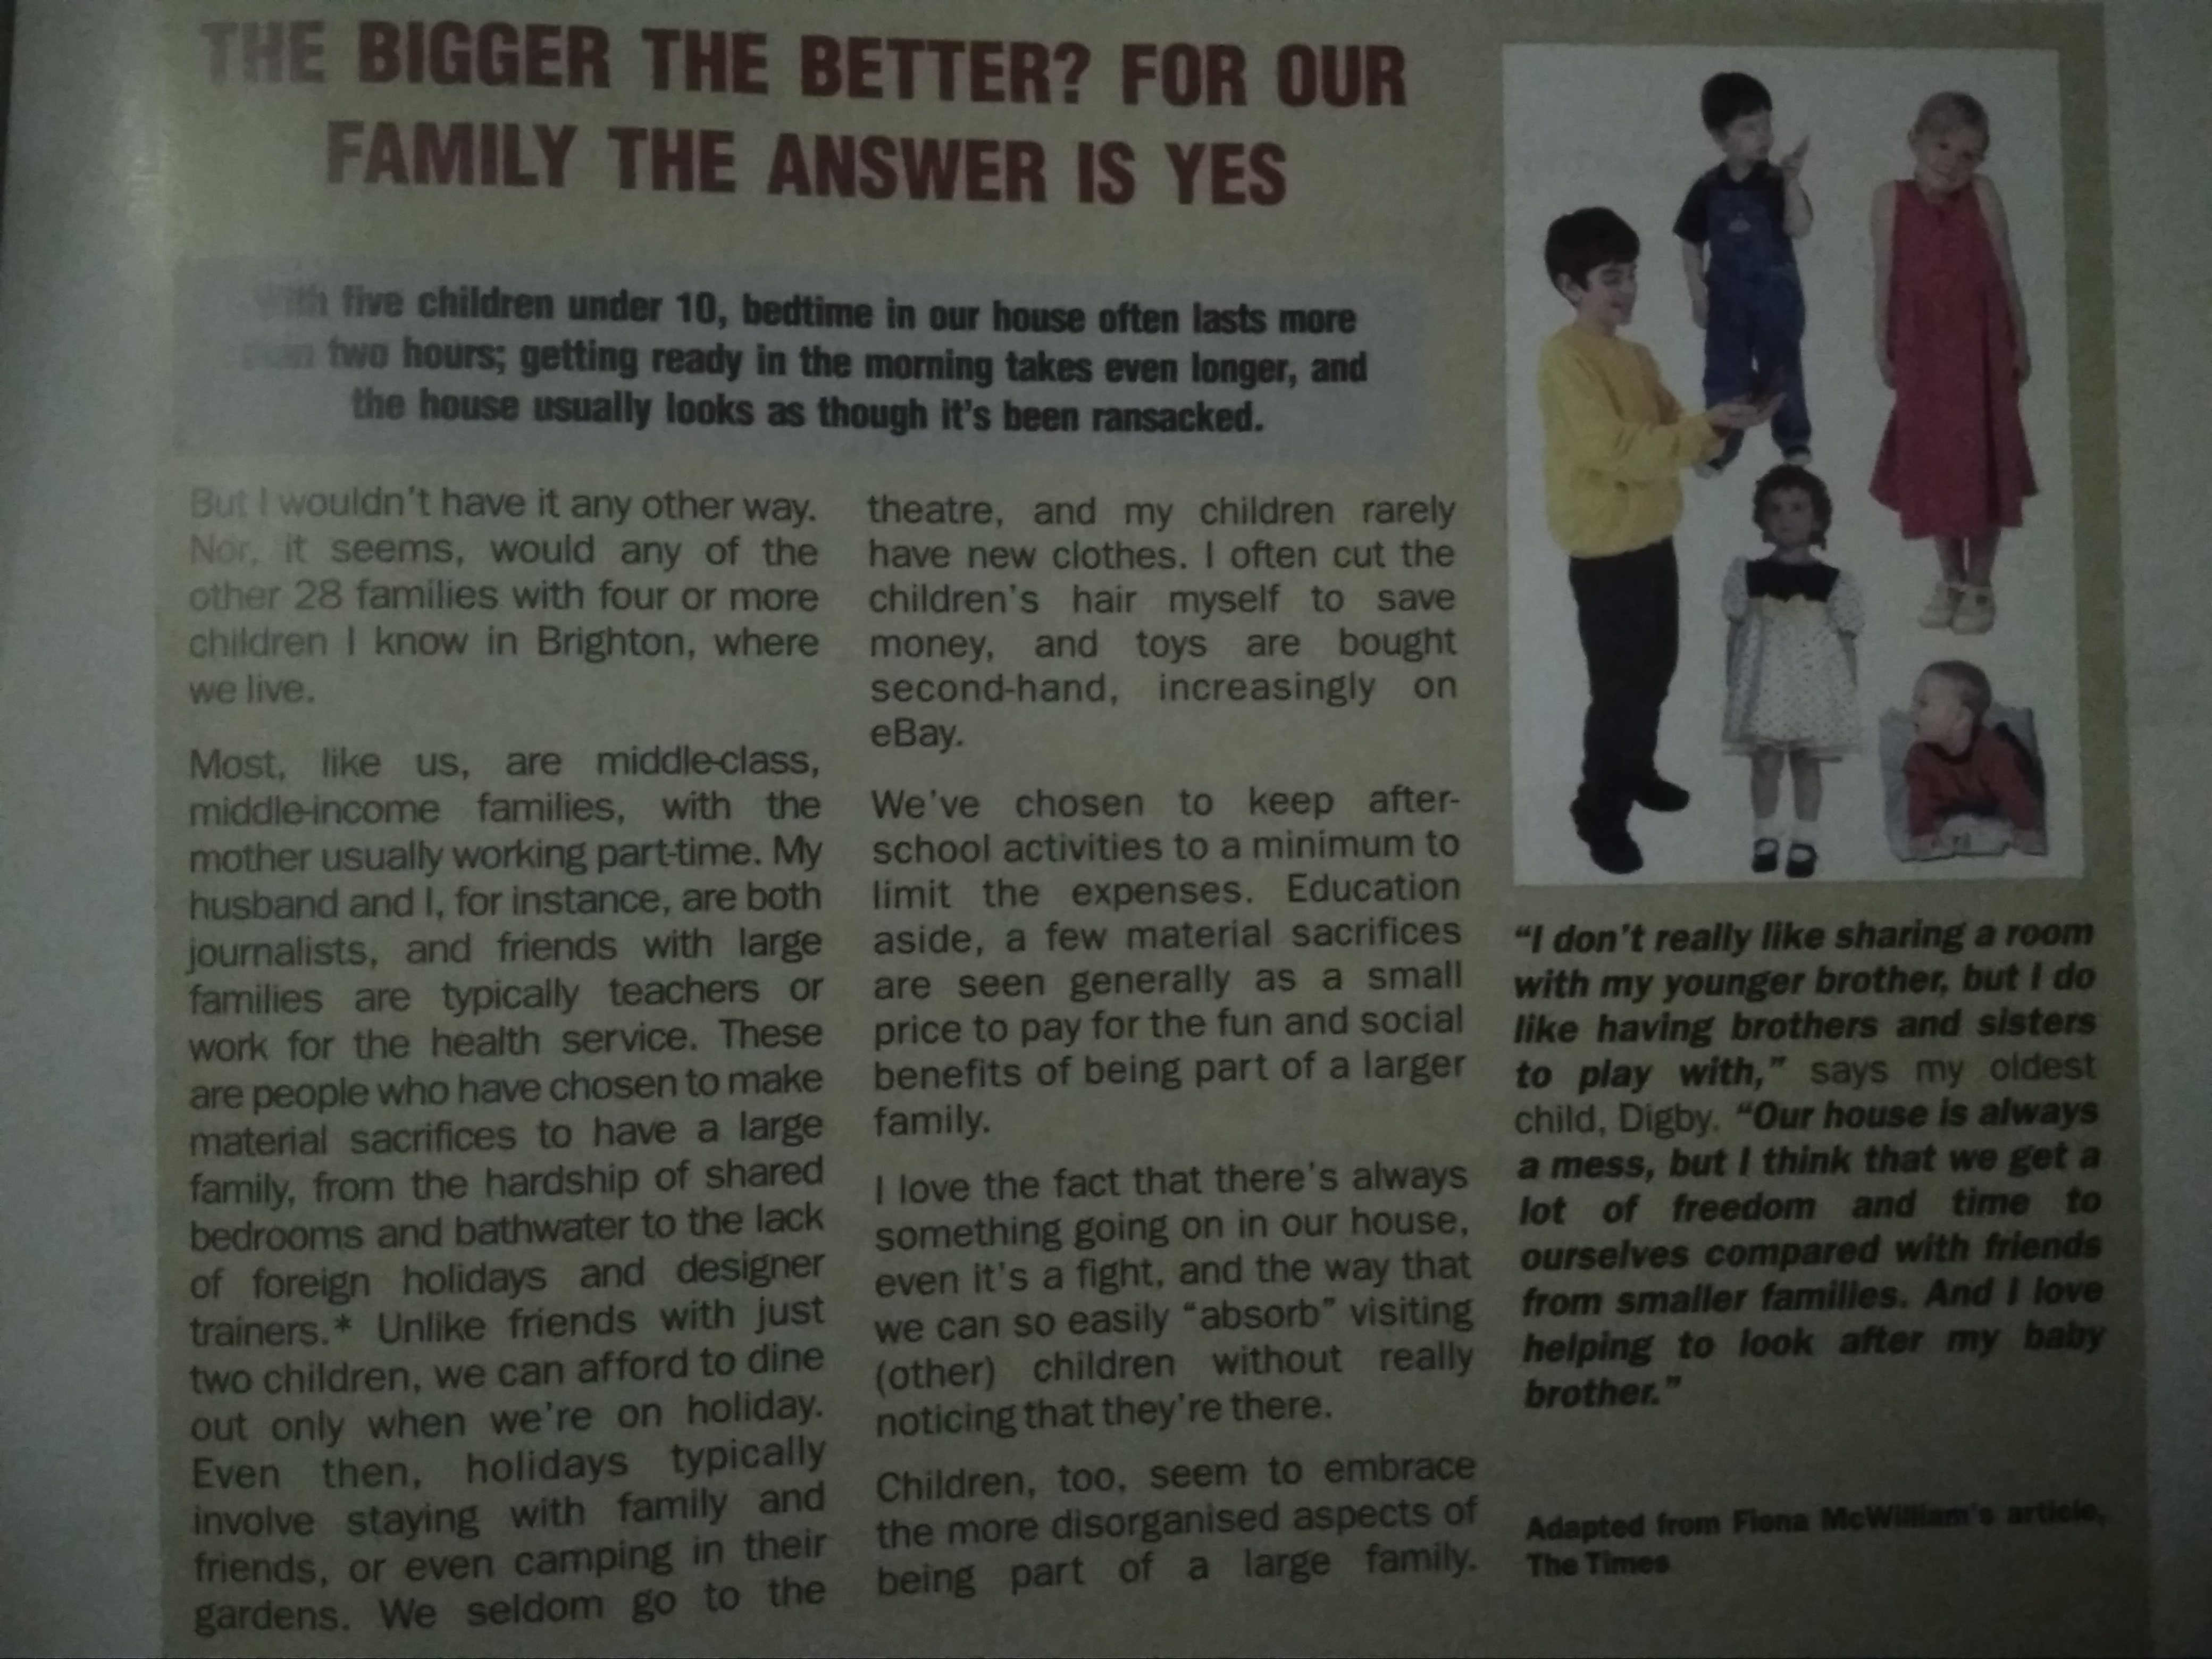 THE BIGGER THE BETTER? FOR OUR
FAMILY THE ANSWER IS YES
With five children under 10, bedtime in our house often lasts more
than two hours; getting ready in the morning takes even longer, and
the house usually looks as though it's been ransacked.
But I wouldn't have it any other way.
Nor, it seems, would any of the
other 28 families with four or more
children I know in Brighton, where
we live.
Most, like us, are middle-class,
middle-income families, with the
mother usually working part-time. My
husband and I, for instance, are both
journalists, and friends with large
families are typically teachers or
work for the health service. These
are people who have chosen to make
material sacrifices to have a large
family, from the hardship of shared
bedrooms and bathwater to the lack
of foreign holidays and designer
trainers.* Unlike friends with just
two children, we can afford to dine
out only when we're on holiday.
Even then, holidays typically
involve staying with family and
friends, or even camping in their
gardens. We seldom go to the
theatre, and my children rarely
have new clothes. I often cut the
children's hair myself to save
money, and toys are bought
second-hand, increasingly on
eBay.
We've chosen to keep after-
school activities to a minimum to
limit the expenses. Education
aside, a few material sacrifices
are seen generally as a small
price to pay for the fun and social
benefits of being part of a larger
family.
I love the fact that there's always
something going on in our house,
even it's a fight, and the way that
we can so easily “absorb” visiting
(other) children without really
noticing that they're there.
Children, too, seem to embrace
the more disorganised aspects of
being part of a large family.
“I don't really like sharing a room
with my younger brother, but I do
like having brothers and sisters
to play with,” says my oldest
child, Digby. “Our house is always
a mess, but I think that we get a
lot of freedom and time to
ourselves compared with friends
from smaller families. And I love
helping to look after my baby
brother.”
Adapted from Fiona McWilliam's article,
The Times